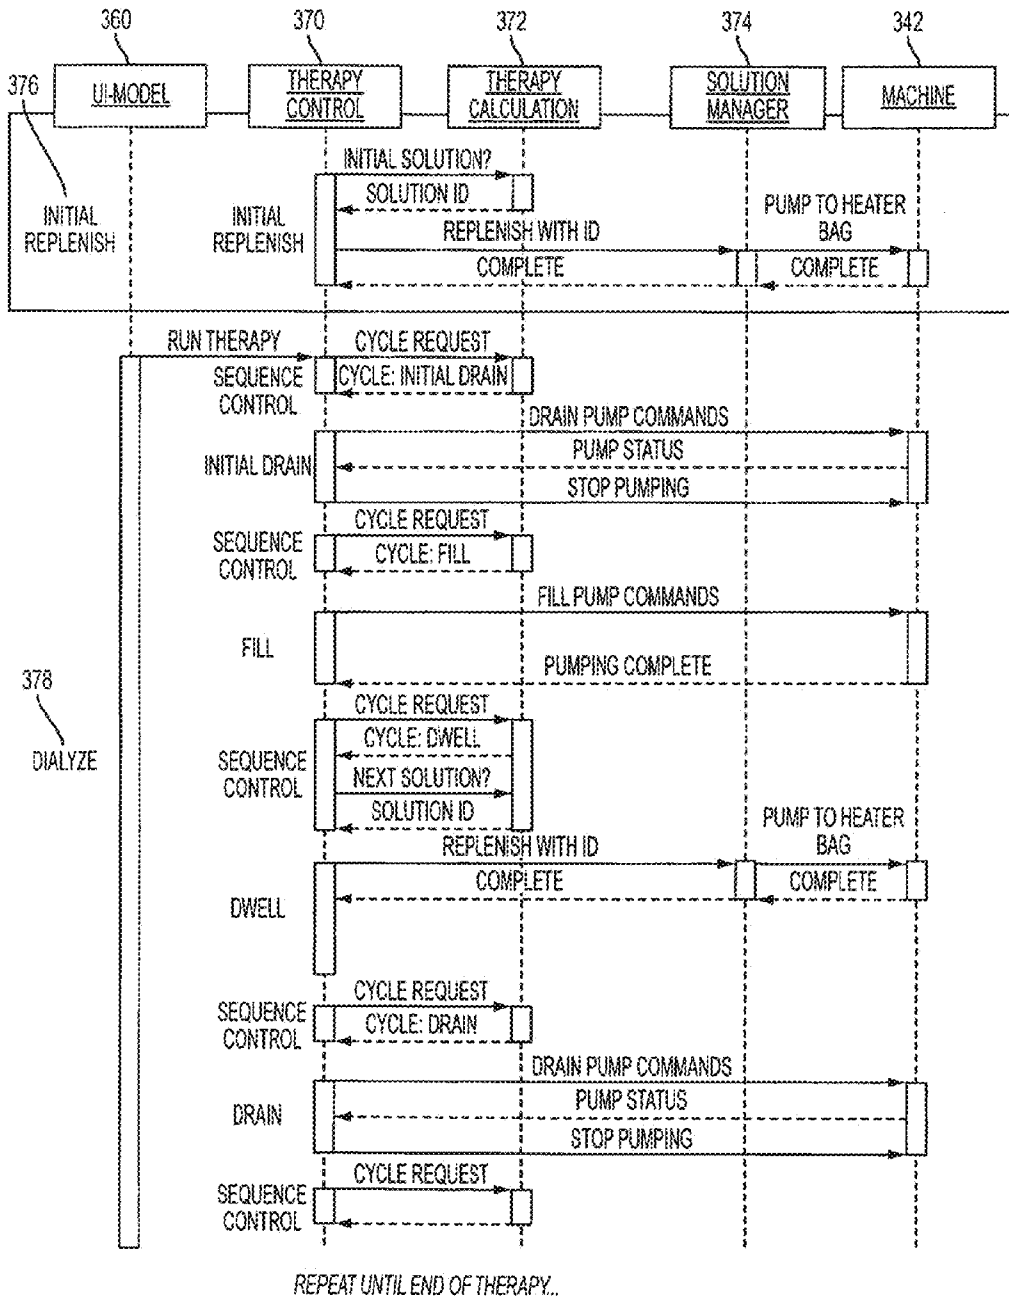 360
370
372
374
342
376
UI-MODEL
THERAPY
CONTROL
THERAPY
CALCULATION
SOLUTION
MANAGER
MACHINE
INITIAL
REPLENISH
INITIAL
REPLENISH
INITIAL SOLUTION?
SOLUTION ID
REPLENISH WITH ID
COMPLETE
PUMP TO HEATER
BAG
COMPLETE
RUN THERAPY
CYCLE REQUEST
SEQUENCE
CONTROL
CYCLE: INITIAL DRAIN
DRAIN PUMP COMMANDS
INITIAL DRAIN
PUMP STATUS
STOP PUMPING
CYCLE REQUEST
SEQUENCE
CONTROL
CYCLE: FILL
FILL PUMP COMMANDS
FILL
PUMPING COMPLETE
378
DIALYZE
CYCLE REQUEST
CYCLE: DWELL
SEQUENCE
CONTROL
NEXT SOLUTION?
SOLUTION ID
REPLENISH WITH ID
COMPLETE
PUMP TO HEATER
BAG
COMPLETE
DWELL
CYCLE REQUEST
SEQUENCE
CONTROL
CYCLE: DRAIN
DRAIN PUMP COMMANDS
DRAIN
PUMP STATUS
STOP PUMPING
CYCLE REQUEST
SEQUENCE
CONTROL
REPEAT UNTIL END OF THERAPY...